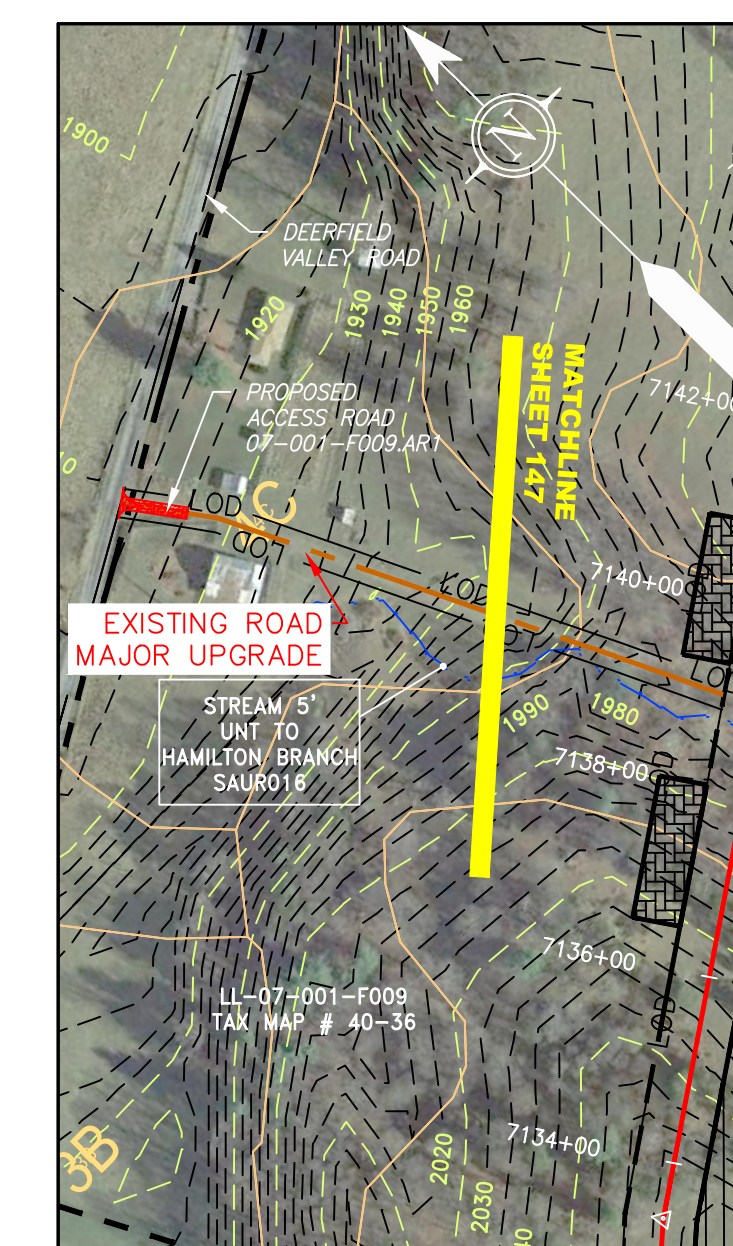 1900
N
DEERFIELD
VALLEY ROAD
1920
1930
1940
1950
1960
MATCHLINE
SHEET 147
7142+00
PROPOSED
ACCESS ROAD
07-001-F009.AR1
LOD
LOD
LOD
7140+00
EXISTING ROAD
MAJOR UPGRADE
STREAM 5'
UNT TO
HAMILTON BRANCH
SAUR016
1990
1980
7138+00
7136+00
LL-07-001-F009
TAX MAP # 40-36
LOD
7134+00
3B
2020
2030